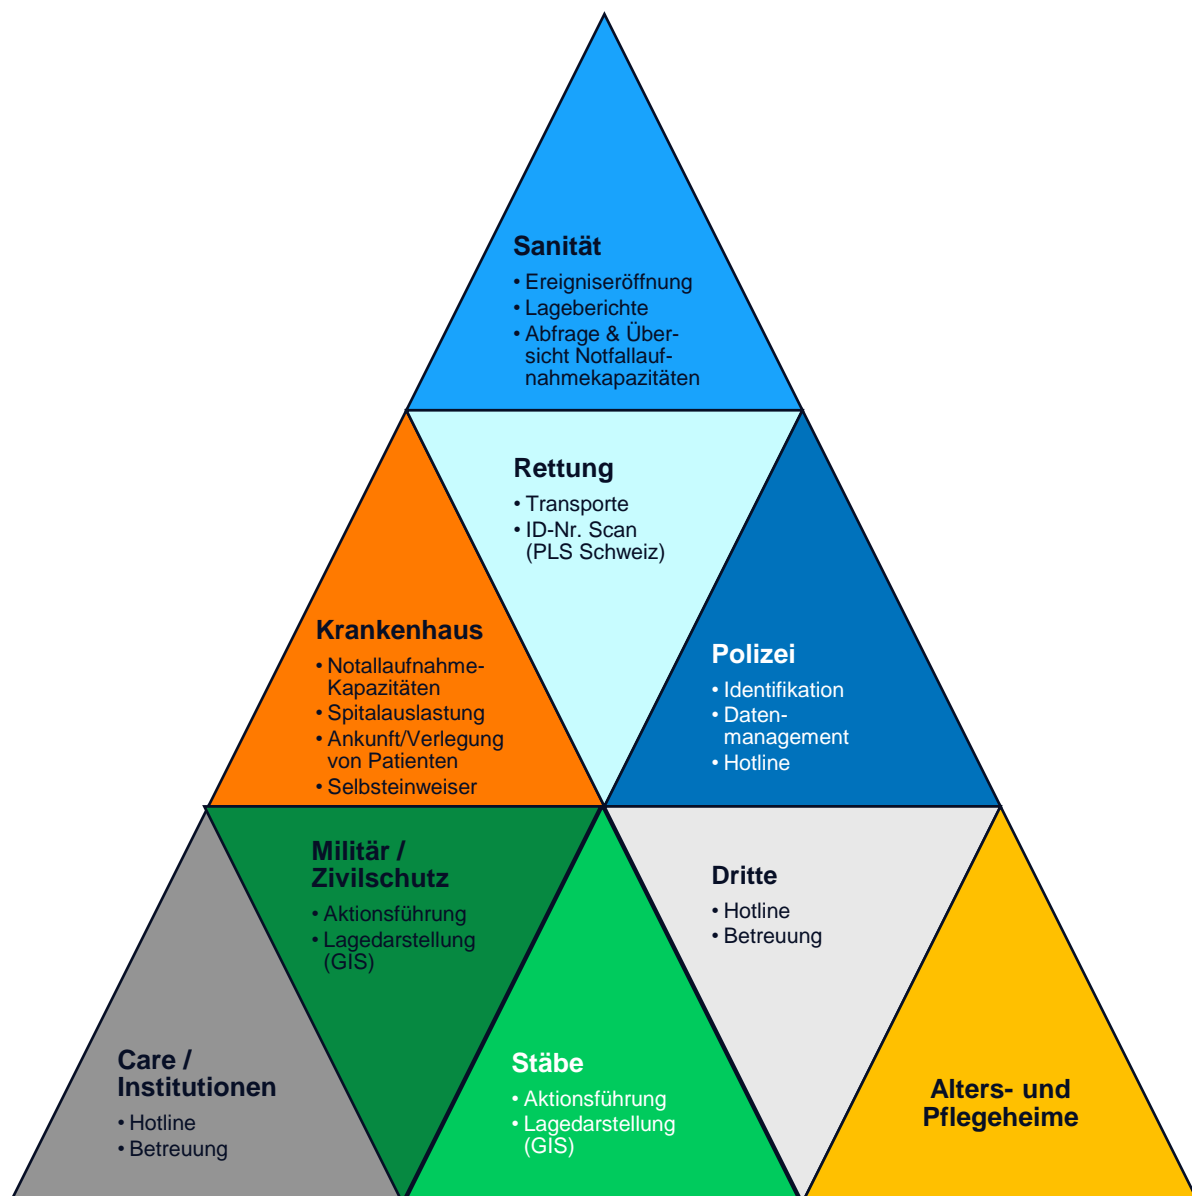 Sanität
• Ereigniseröffnung
• Lageberichte
• Abfrage & Über-
sicht Notfallauf-
nahmekapazitäten
Rettung
• Transporte
• ID-Nr. Scan
(PLS Schweiz)
Krankenhaus
• Notallaufnahme-
Kapazitäten
• Spitalauslastung
• Ankunft/Verlegung
von Patienten
• Selbsteinweiser
Polizei
• Identifikation
• Daten-
management
• Hotline
Militär /
Zivilschutz
• Aktionsführung
• Lagedarstellung
(GIS)
Dritte
• Hotline
• Betreuung
Care /
Institutionen
• Hotline
• Betreuung
Stäbe
• Aktionsführung
• Lagedarstellung
(GIS)
Alters- und
Pflegeheime